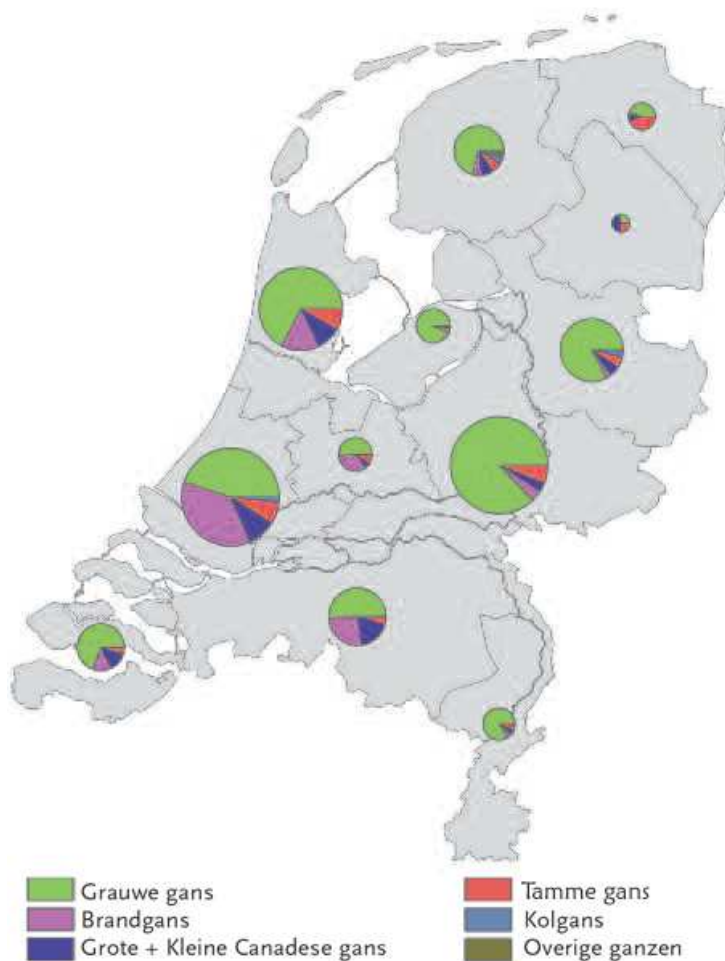 Grauwe gans
Brandgans
Grote + Kleine Canadese gans
Tamme gans
Kolgans
Overige ganzen